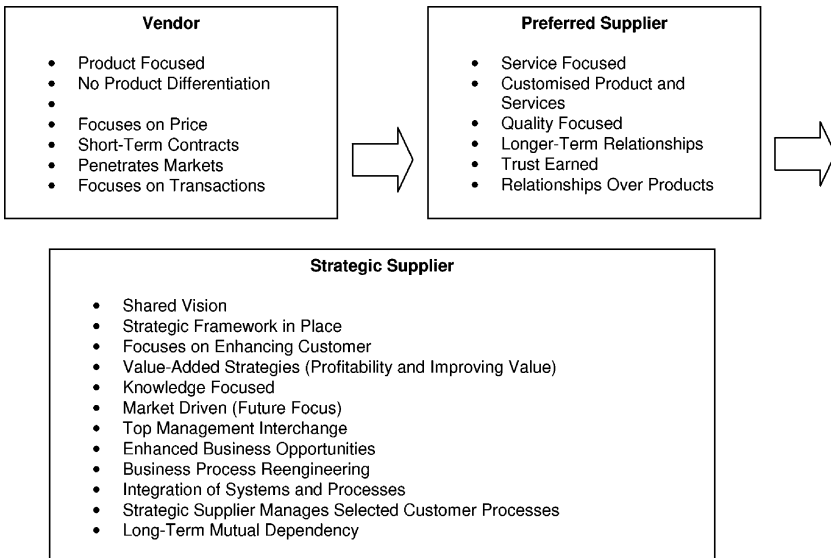 Vendor
• Product Focused
• No Product Differentiation
•
• Focuses on Price
• Short-Term Contracts
• Penetrates Markets
• Focuses on Transactions
Preferred Supplier
• Service Focused
• Customised Product and
Services
• Quality Focused
• Longer-Term Relationships
• Trust Earned
• Relationships Over Products
Strategic Supplier
• Shared Vision
• Strategic Framework in Place
• Focuses on Enhancing Customer
• Value-Added Strategies (Profitability and Improving Value)
• Knowledge Focused
• Market Driven (Future Focus)
• Top Management Interchange
• Enhanced Business Opportunities
• Business Process Reengineering
• Integration of Systems and Processes
• Strategic Supplier Manages Selected Customer Processes
• Long-Term Mutual Dependency